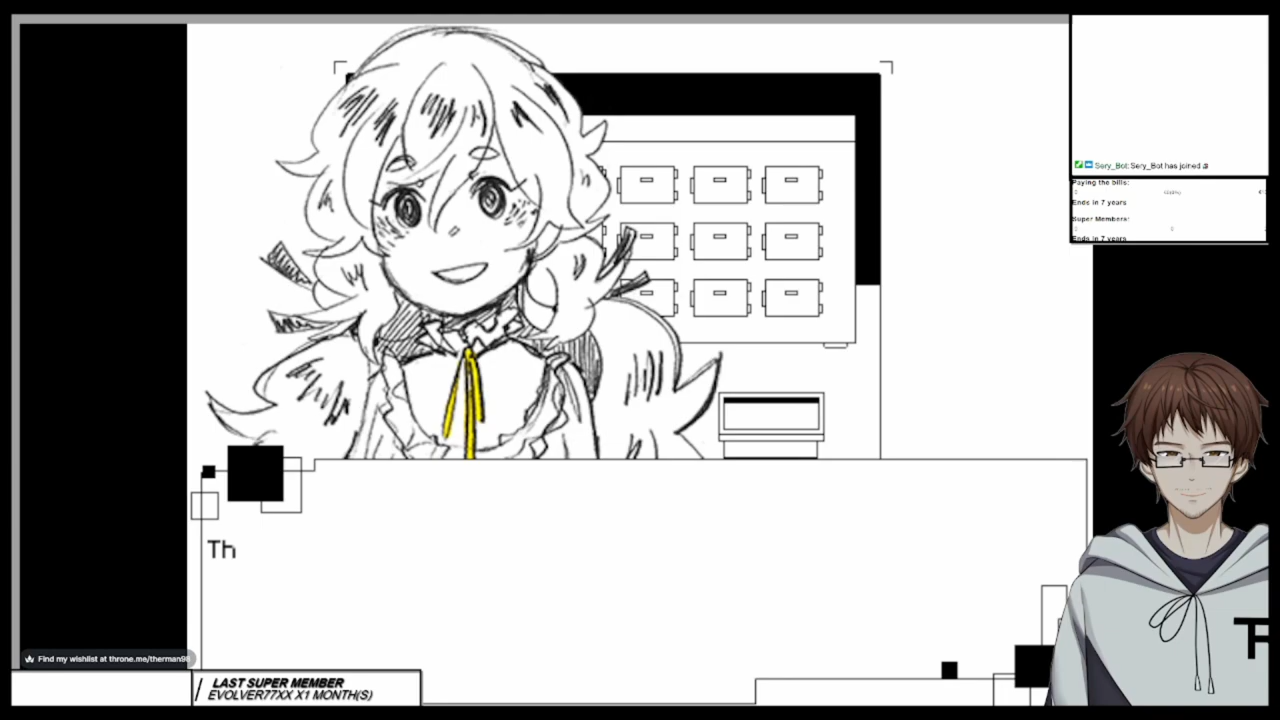 Sery_Bot: Sery_Bot has joined
Paying the bills:
Ends in 7 years
Super Members:
Ends in 7 years
Th
Find my wishlist at throne.me/therman98
LAST SUPER MEMBER
EVOLVER77XX X1 MONTH(S)